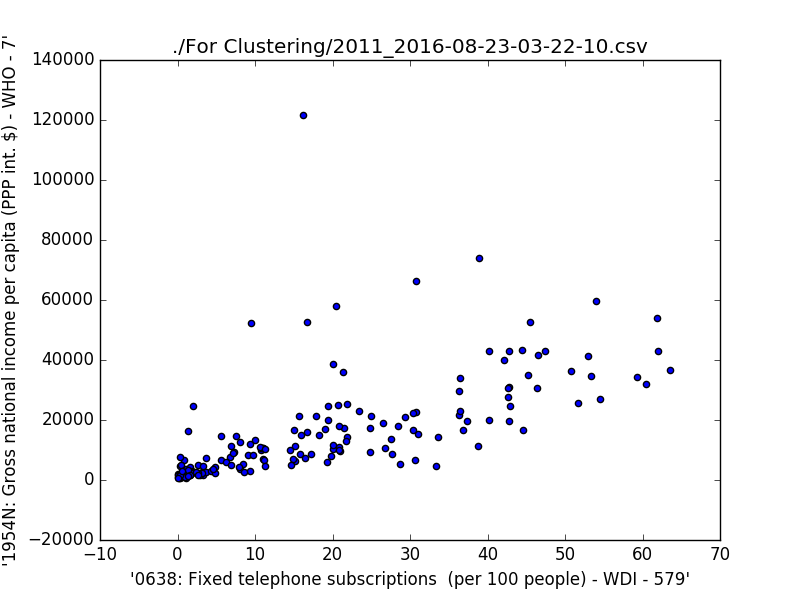 ./For Clustering/2011_2016-08-23-03-22-10.csv
'1954N: Gross national income per capita (PPP int. $) - WHO - 7'
140000
120000
100000
80000
60000
40000
20000
0
−20000
−10 0 10 20 30 40 50 60 70
'0638: Fixed telephone subscriptions  (per 100 people) - WDI - 579'